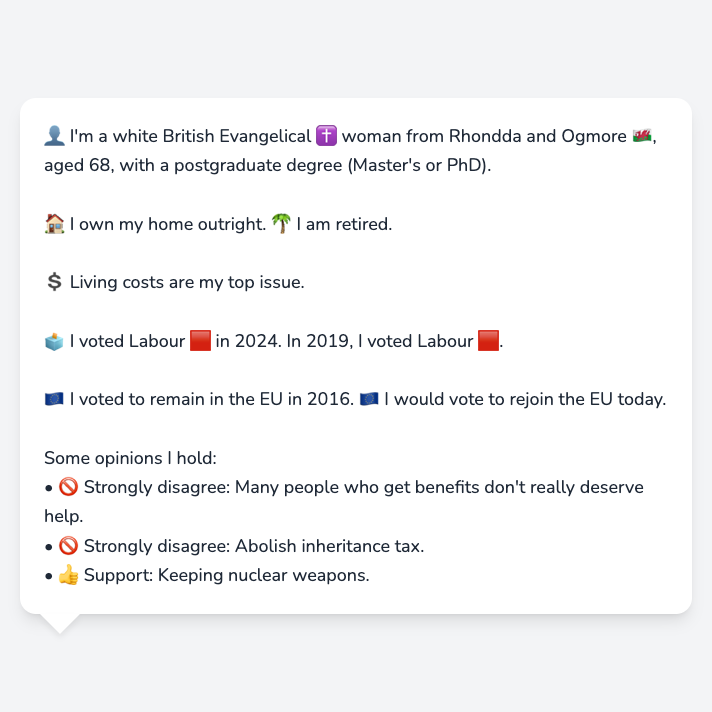 👤 I'm a white British Evangelical ✝️ woman from Rhondda and Ogmore 🏴󠁧󠁢󠁷󠁬󠁳󠁿,
aged 68, with a postgraduate degree (Master's or PhD).
🏠 I own my home outright. 🌴 I am retired.
💲 Living costs are my top issue.
🗳️ I voted Labour 🟥 in 2024. In 2019, I voted Labour 🟥.
🇪🇺 I voted to remain in the EU in 2016. 🇪🇺 I would vote to rejoin the EU today.
Some opinions I hold:
• 🚫 Strongly disagree: Many people who get benefits don't really deserve
help.
• 🚫 Strongly disagree: Abolish inheritance tax.
• 👍 Support: Keeping nuclear weapons.